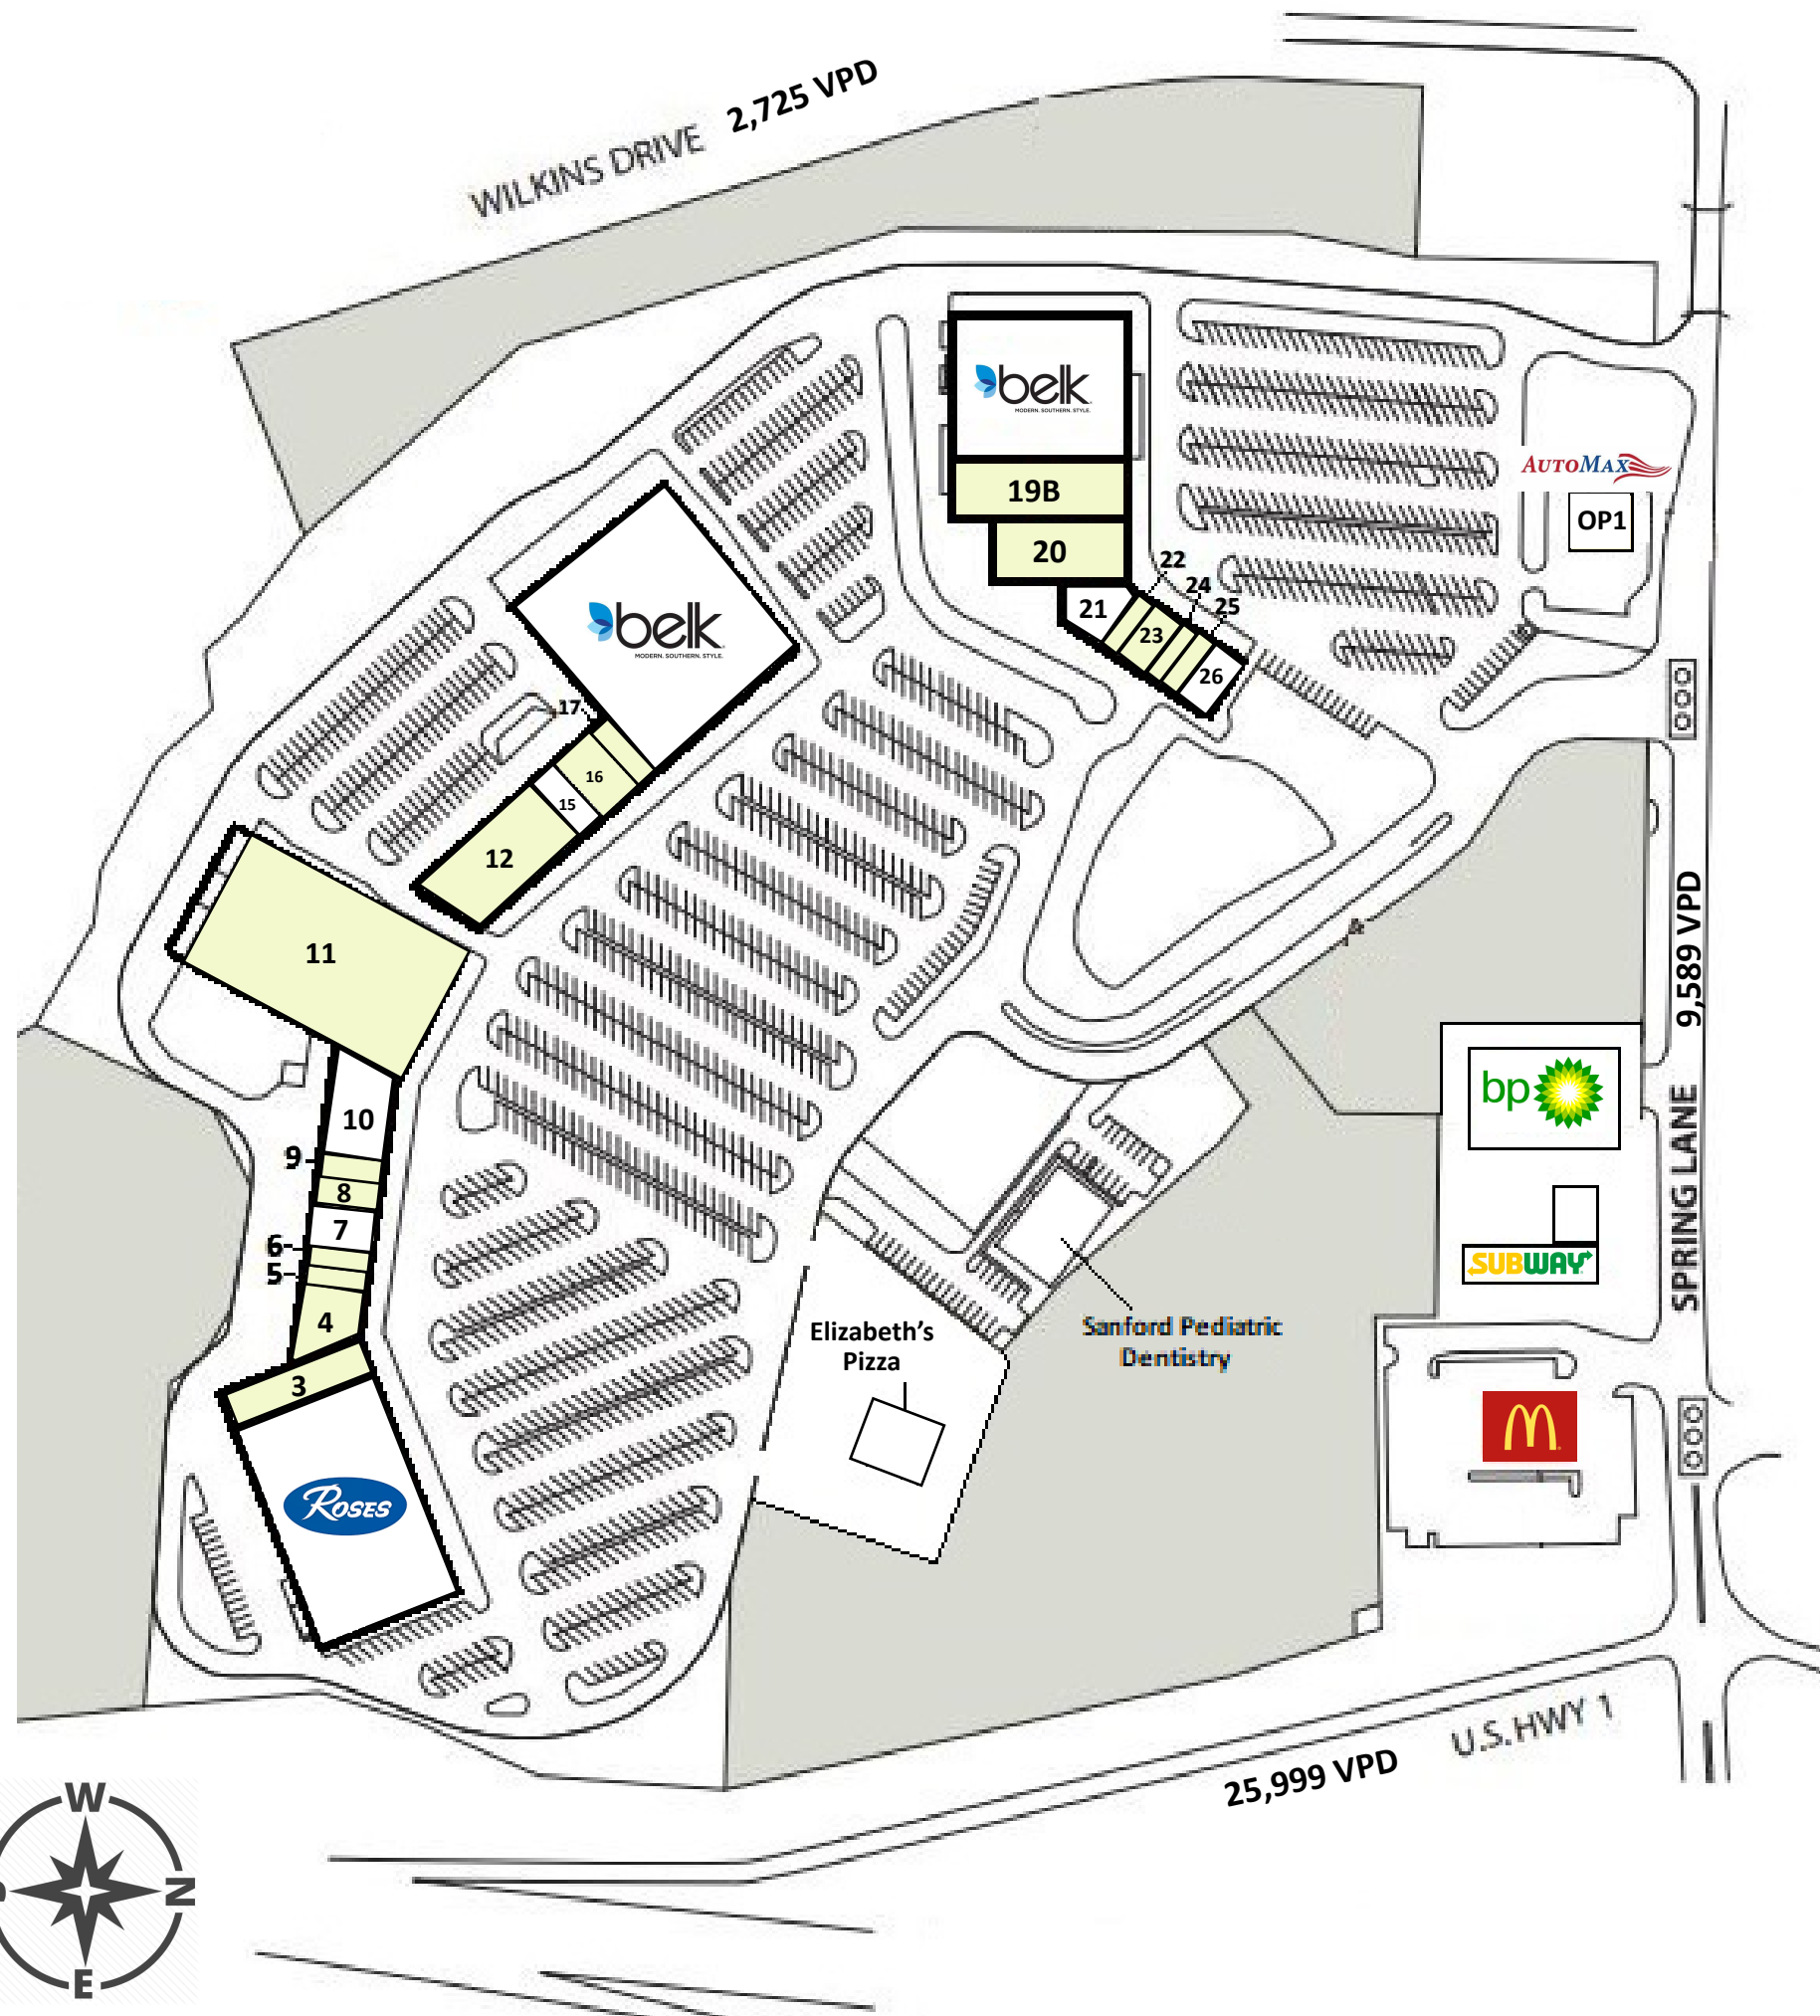 WILKINS DRIVE 2,725 VPD
belk
MODERN. SOUTHERN. STYLE.
19B
20
21
22
23
24
25
26
AUTOMAX
OP1
belk
MODERN. SOUTHERN. STYLE.
17
16
15
12
11
10
9
8
7
6
5
4
3
ROSES
Elizabeth's
Pizza
Sanford Pediatric
Dentistry
bp
SUBWAY
M
SPRING LANE 9,589 VPD
U.S. HWY 1
25,999 VPD
W
N
E